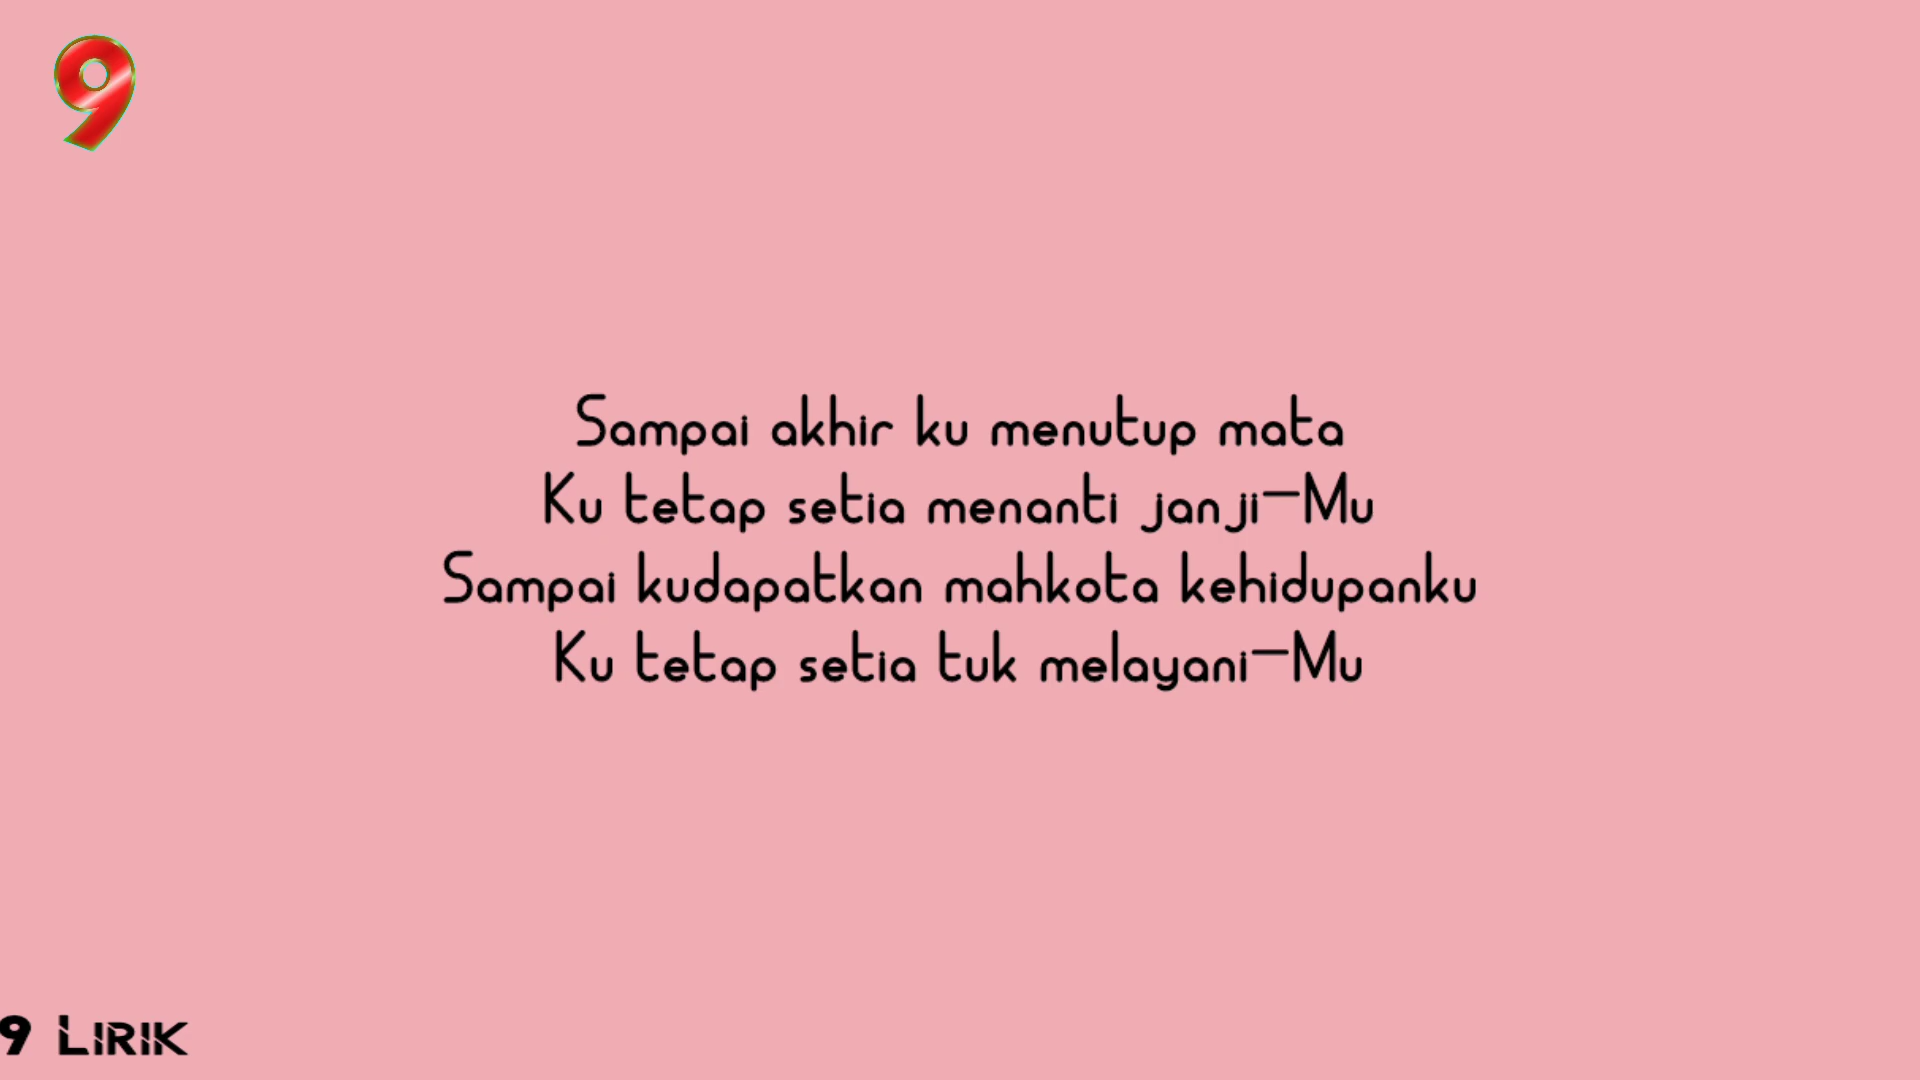 9
Sampai akhir ku menutup mata
Ku tetap setia menanti janji-Mu
Sampai kudapatkan mahkota kehidupanku
Ku tetap setia tuk melayani-Mu
9 LIRIK